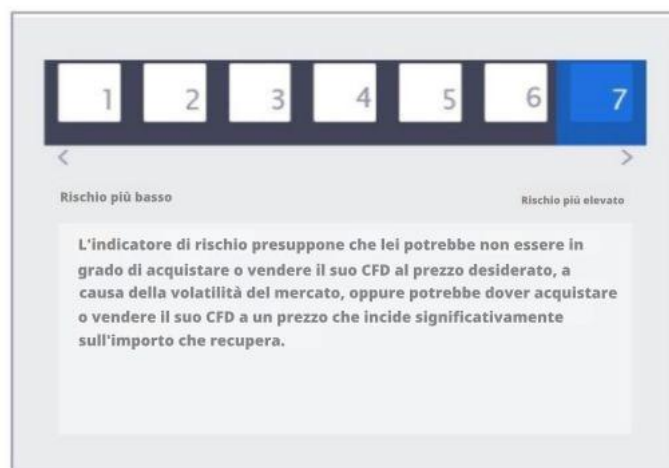 1 2 3 4 5 6 7
< >
Rischio più basso Rischio più elevato
L'indicatore di rischio presuppone che lei potrebbe non essere in
grado di acquistare o vendere il suo CFD al prezzo desiderato, a
causa della volatilità del mercato, oppure potrebbe dover acquistare
o vendere il suo CFD a un prezzo che incide significativamente
sull'importo che recupera.